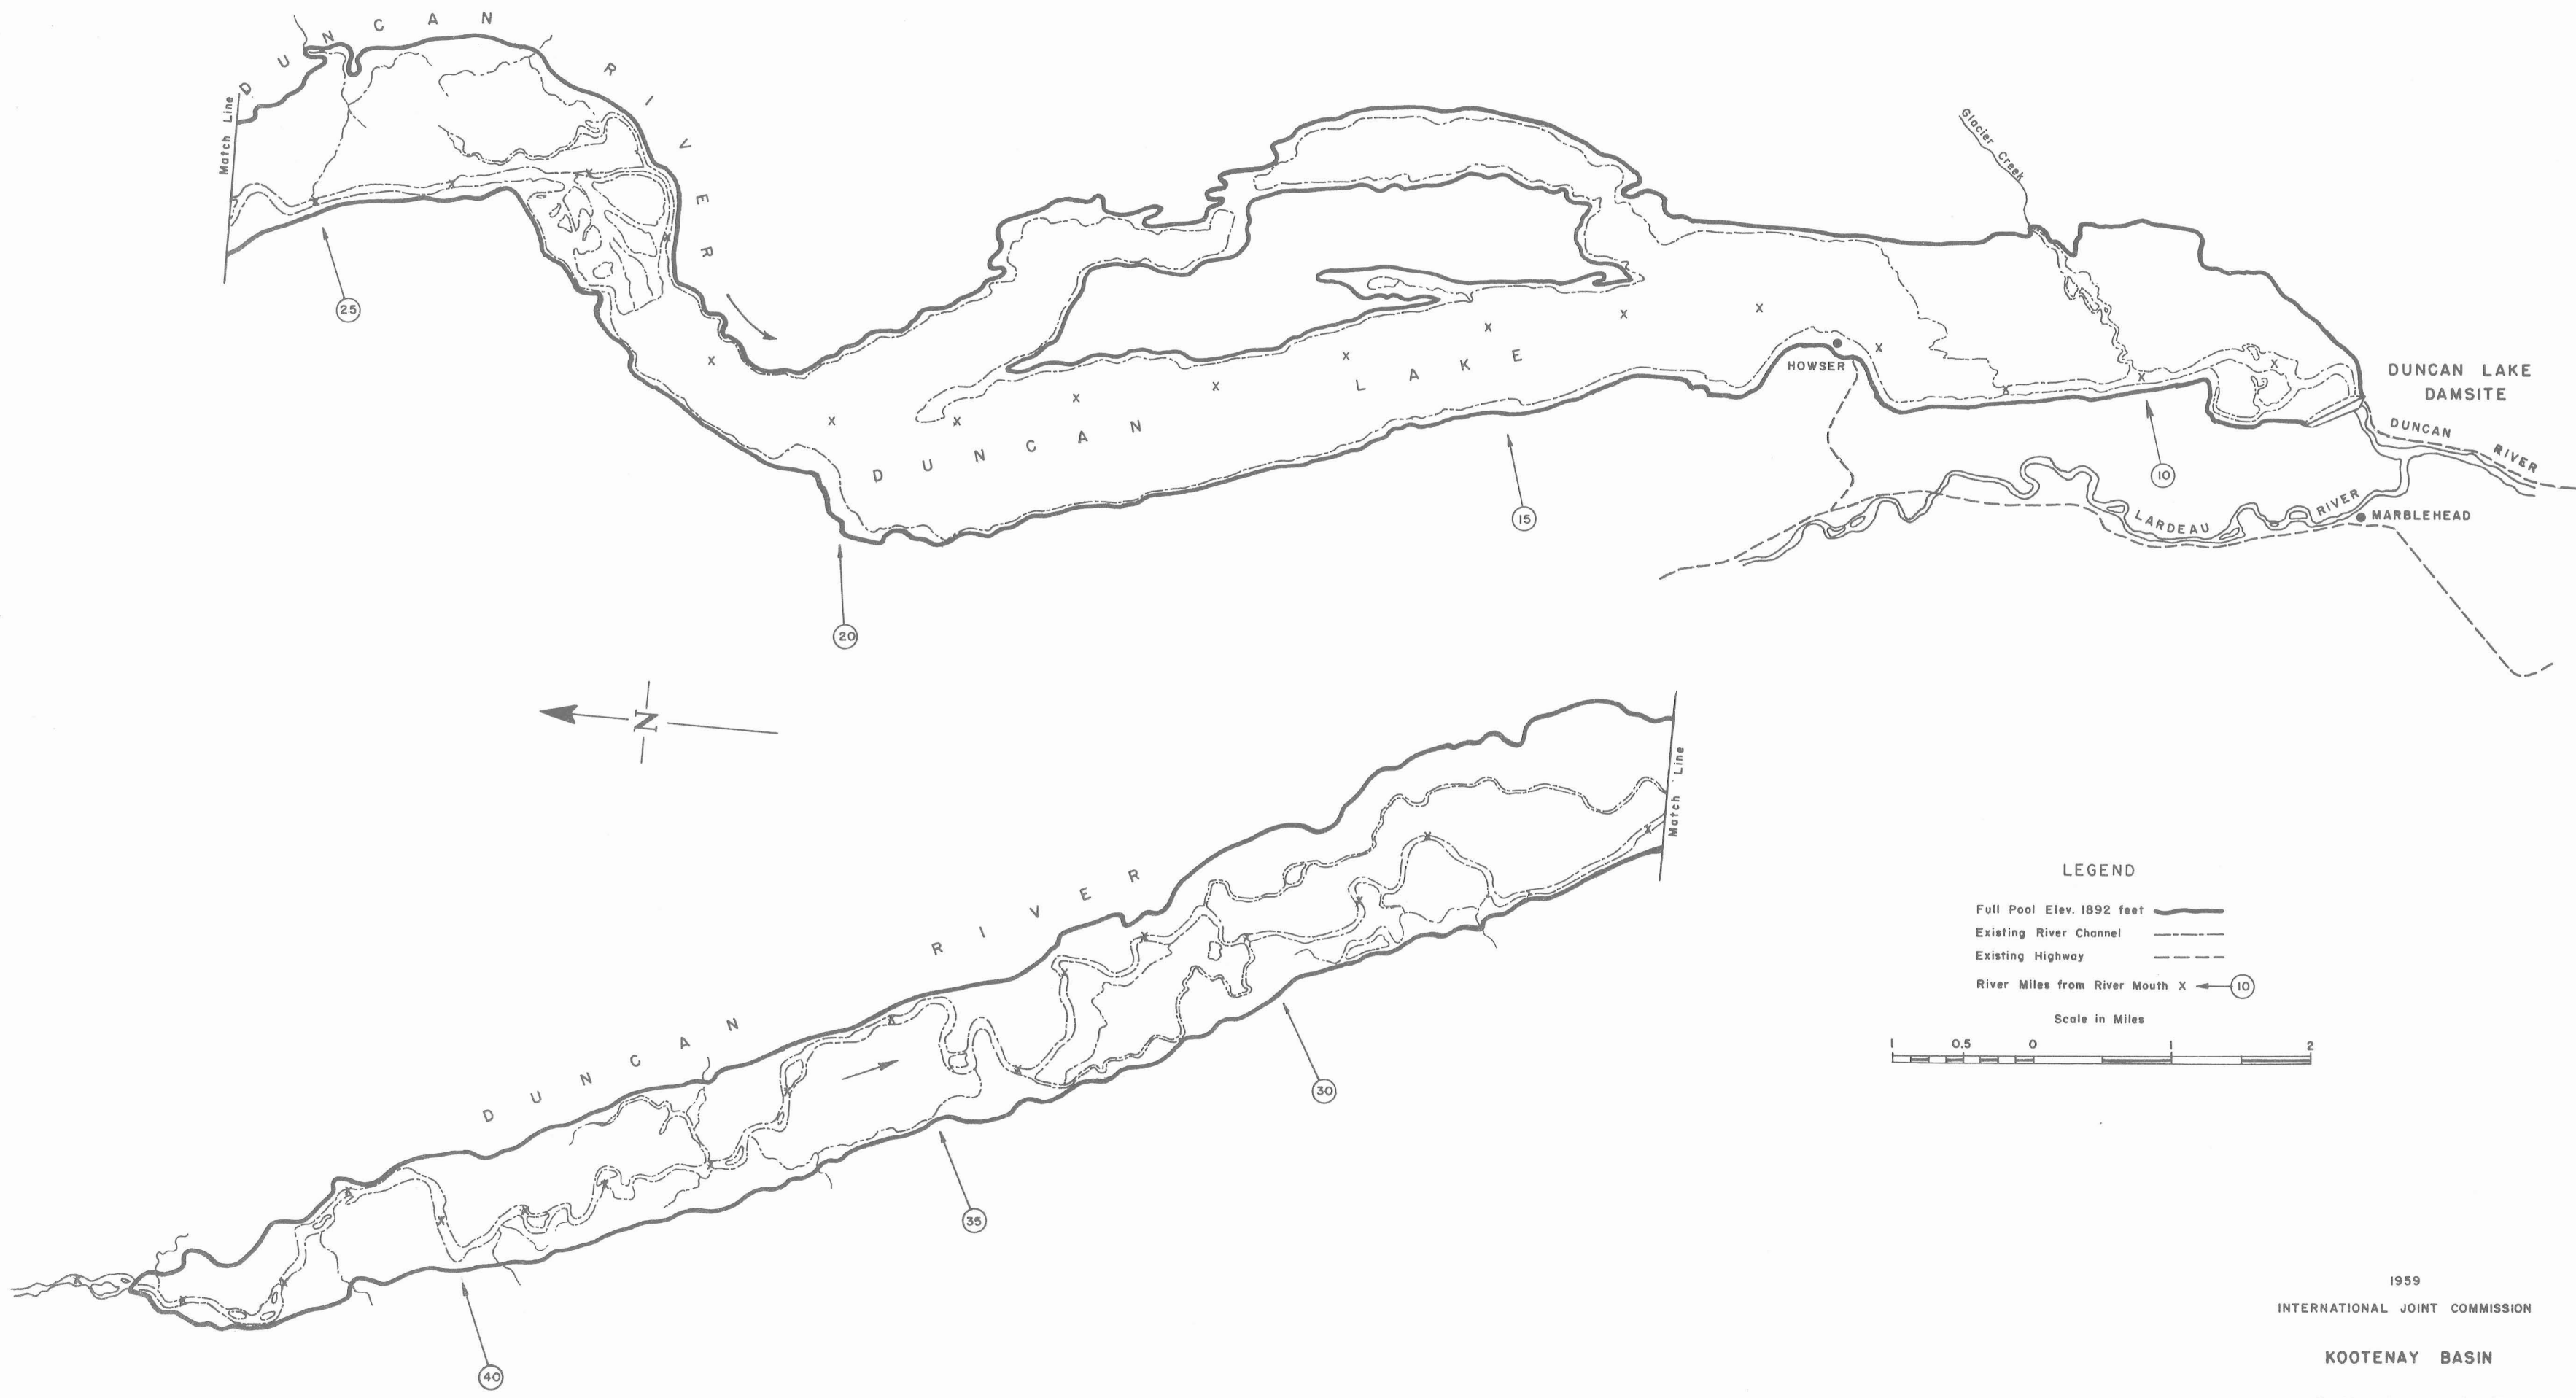 DUNCAN RIVER
Match Line
Glacier Creek
25
DUNCAN LAKE
HOWSER
DUNCAN LAKE
DAMSITE
DUNCAN RIVER
10
15
LARDEAU RIVER
MARBLEHEAD
20
N
Match Line
DUNCAN RIVER
30
35
40
LEGEND
Full Pool Elev. 1892 feet
Existing River Channel
Existing Highway
River Miles from River Mouth X 10
Scale in Miles
1 0.5 0 1 2
1959
INTERNATIONAL JOINT COMMISSION
KOOTENAY BASIN